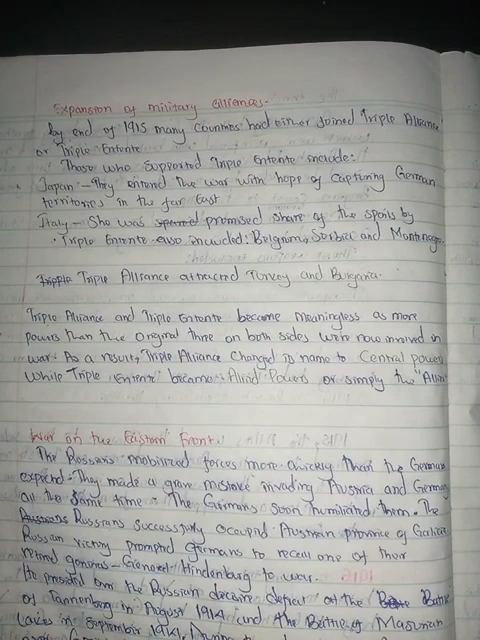 Expansion of military alliances-
By end of 1915 many Countries had either joined Triple Alliance
or Triple Entente
Those who supported Triple Entente include:
Japan - They entered the war with hope of capturing German
territories in the far East
Italy - She was promised share of the spoils by
Triple Entente also included: Belgium, Serbia and Montenegro
Triple Alliance attracted Turkey and Bulgaria.
Triple Alliance and Triple Entente became meaningless as more
powers than the original three on both sides were now involved in
war. As a result, Triple Alliance changed its name to Central powers
while Triple Entente became Allied Powers or simply the "Allies
War on the Eastern Front
The Russians mobilized forces more quickly than the Germans
expected. They made a grave mistake invading Austria and Germany
at the same time. The Germans soon humiliated them. The
Russians successfully occupied Austrian province of Galicia
Russian victory prompted Germans to recall one of their
retired generals - General Hindenburg to war.
He presided over the Russian decisive defeat at the Battle
of Tannenburg in August 1914 and the Battle of Masurian
Lakes in September 1914.